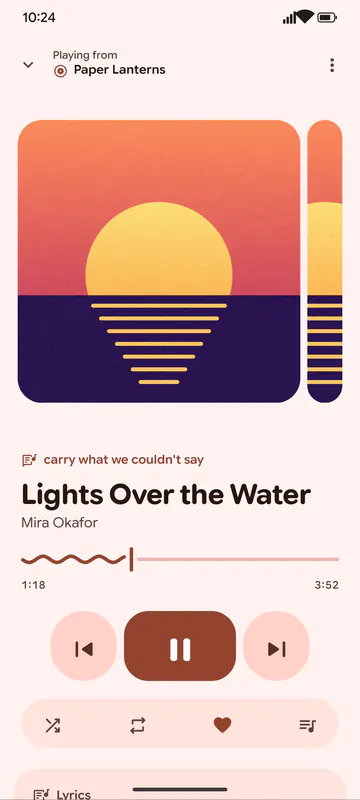 10:24
Playing from
Paper Lanterns
carry what we couldn't say
Lights Over the Water
Mira Okafor
1:18
3:52
Lyrics